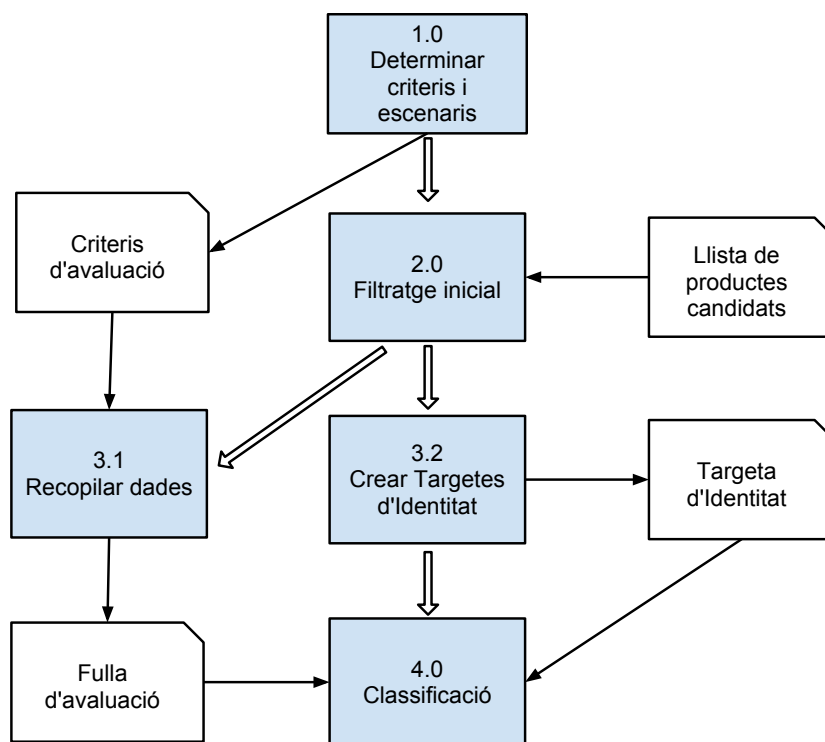 1.0
Determinar
criteris i
escenaris
Criteris
d'avaluació
2.0
Filtratge inicial
Llista de
productes
candidats
3.1
Recopilar dades
3.2
Crear Targetes
d'Identitat
Targeta
d'Identitat
Fulla
d'avaluació
4.0
Classificació